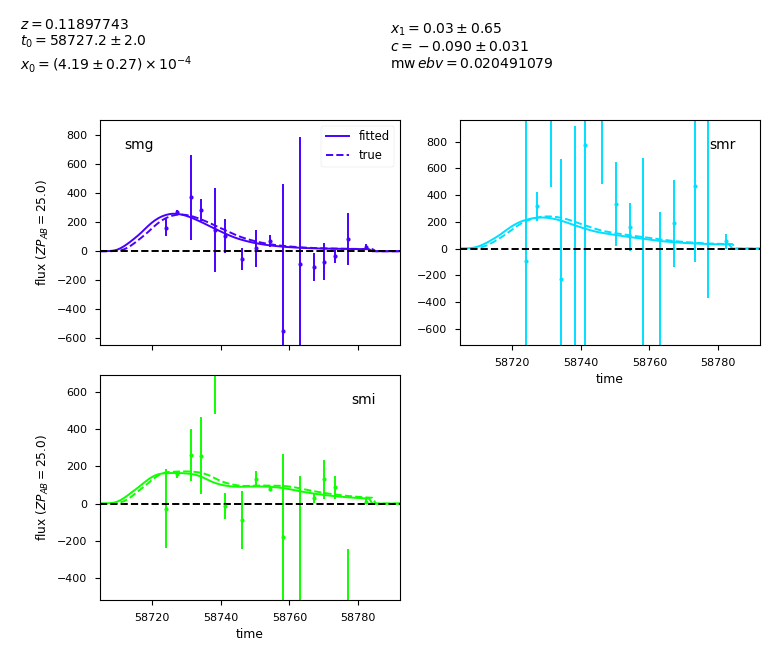 z = 0.11897743
t₀ = 58727.2 ± 2.0
x₀ = (4.19 ± 0.27) × 10⁻⁴
x₁ = 0.03 ± 0.65
c = −0.090 ± 0.031
mw ebv = 0.020491079
smg
fitted
true
800
600
400
200
0
−200
−400
−600
flux (ZP_AB = 25.0)
smr
800
600
400
200
0
−200
−400
−600
58720 58740 58760 58780
time
smi
600
400
200
0
−200
−400
flux (ZP_AB = 25.0)
58720 58740 58760 58780
time